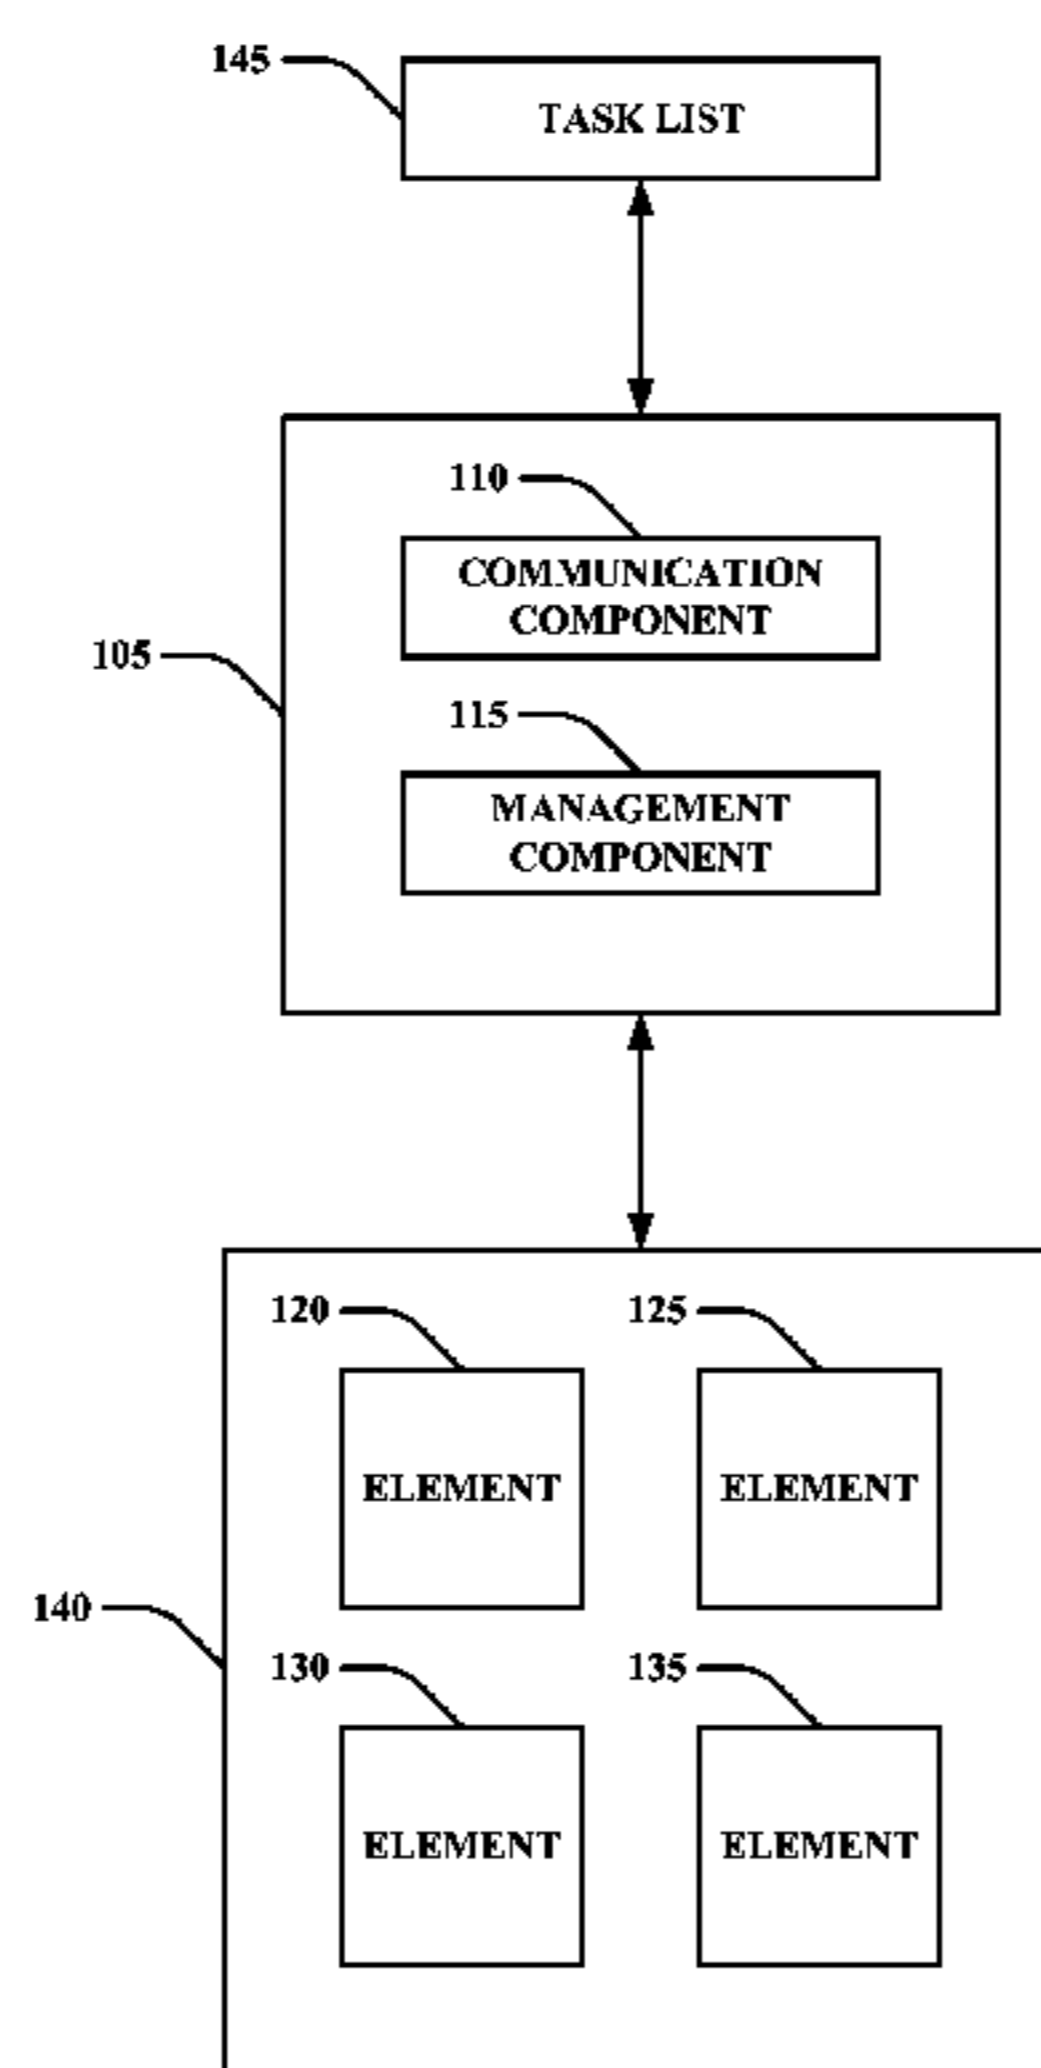 145
TASK LIST
110
COMMUNICATION
COMPONENT
105
115
MANAGEMENT
COMPONENT
120
125
ELEMENT
ELEMENT
140
130
135
ELEMENT
ELEMENT